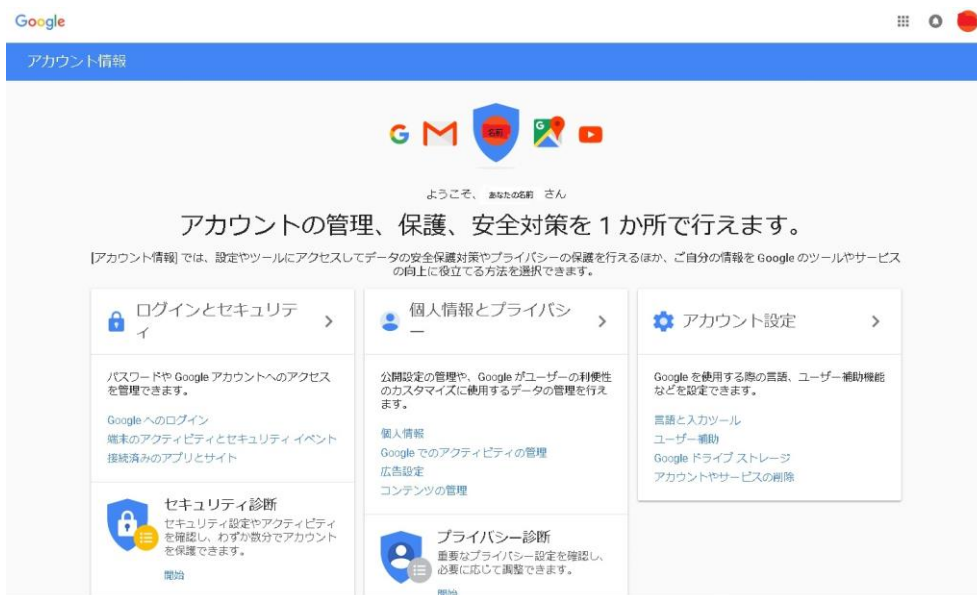 Google
アカウント情報
名前
ようこそ、 あなたの名前 さん
アカウントの管理、保護、安全対策を 1 か所で行えます。
[アカウント情報] では、設定やツールにアクセスしてデータの安全保護対策やプライバシーの保護を行えるほか、ご自分の情報を Google のツールやサービス
の向上に役立てる方法を選択できます。
ログインとセキュリテ
ィ
パスワードや Google アカウントへのアクセス
を管理できます。
Google へのログイン
端末のアクティビティとセキュリティ イベント
接続済みのアプリとサイト
セキュリティ診断
セキュリティ設定やアクティビティ
を確認し、わずか数分でアカウント
を保護できます。
開始
個人情報とプライバシ
ー
公開設定の管理や、Google がユーザーの利便性
のカスタマイズに使用するデータの管理を行え
ます。
個人情報
Google でのアクティビティの管理
広告設定
コンテンツの管理
プライバシー診断
重要なプライバシー設定を確認し、
必要に応じて調整できます。
開始
アカウント設定
Google を使用する際の言語、ユーザー補助機能
などを設定できます。
言語と入力ツール
ユーザー補助
Google ドライブ ストレージ
アカウントやサービスの削除